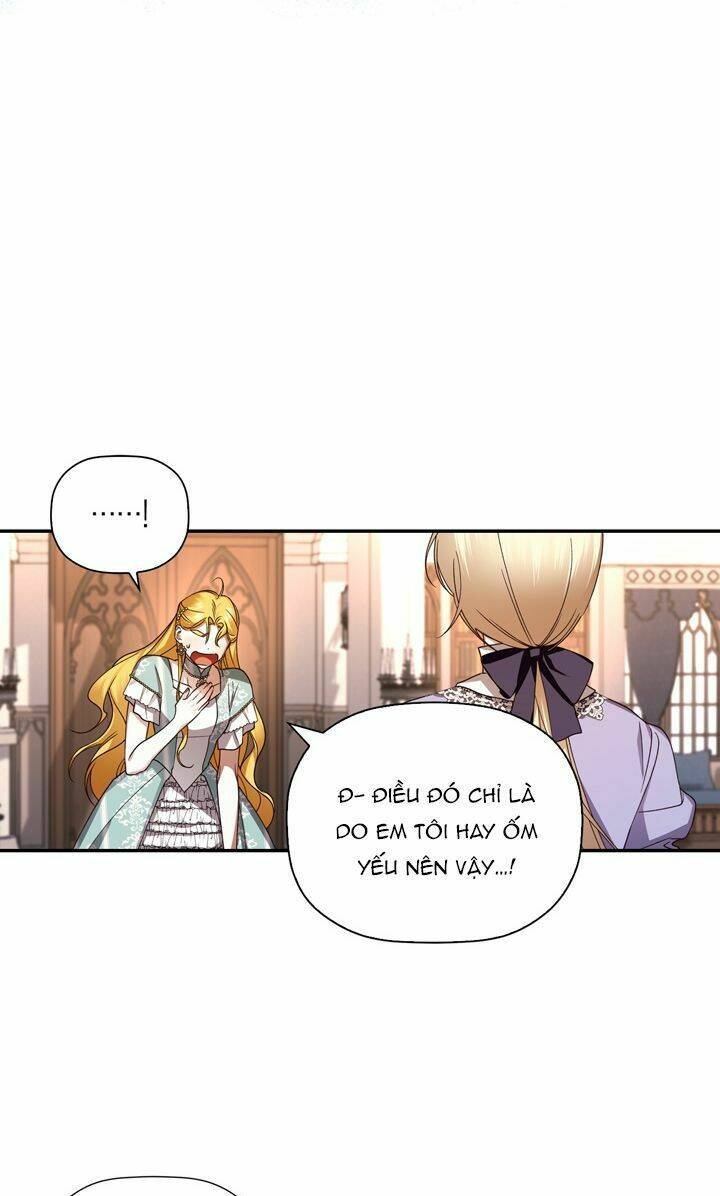 ......!
Đ- ĐIỀU ĐÓ CHỈ LÀ
DO EM TÔI HAY ỐM
YẾU NÊN VẬY...!